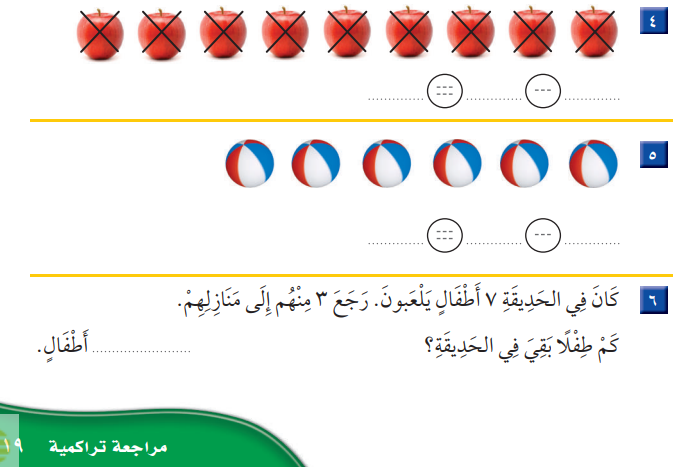 ٤
.............. --- .............. === ..............
٥
.............. --- .............. === ..............
٦ كَانَ فِي الحَدِيقَةِ ٧ أَطْفَالٍ يَلْعَبونَ. رَجَعَ ٣ مِنْهُم إِلَى مَنَازِلِهِمْ.
كَمْ طِفْلًا بَقِيَ فِي الحَدِيقَةِ؟ ......................... أَطْفَالٍ.
مراجعة تراكمية ١٩